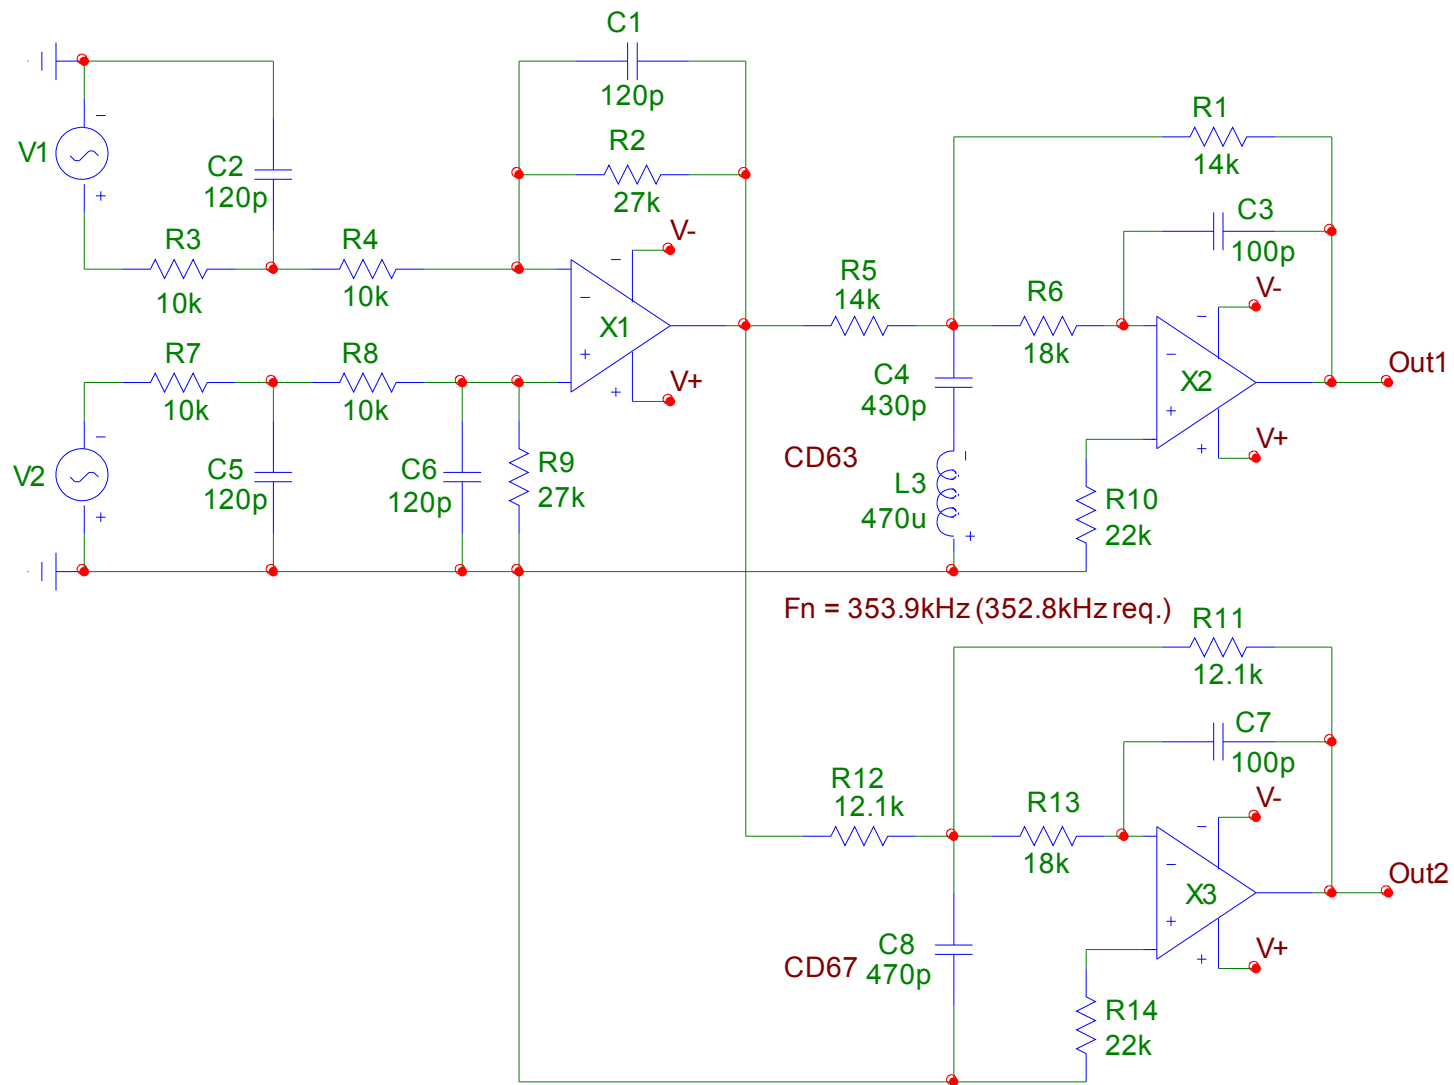 C1
120p
R2
27k
V1
C2
120p
R3
10k
R4
10k
V-
X1
V+
R7
10k
R8
10k
V2
C5
120p
C6
120p
R9
27k
R1
14k
C3
100p
R5
14k
R6
18k
V-
X2
V+
Out1
C4
430p
CD63
L3
470u
R10
22k
Fn = 353.9kHz (352.8kHz req.)
R11
12.1k
C7
100p
R12
12.1k
R13
18k
V-
X3
V+
Out2
C8
470p
CD67
R14
22k